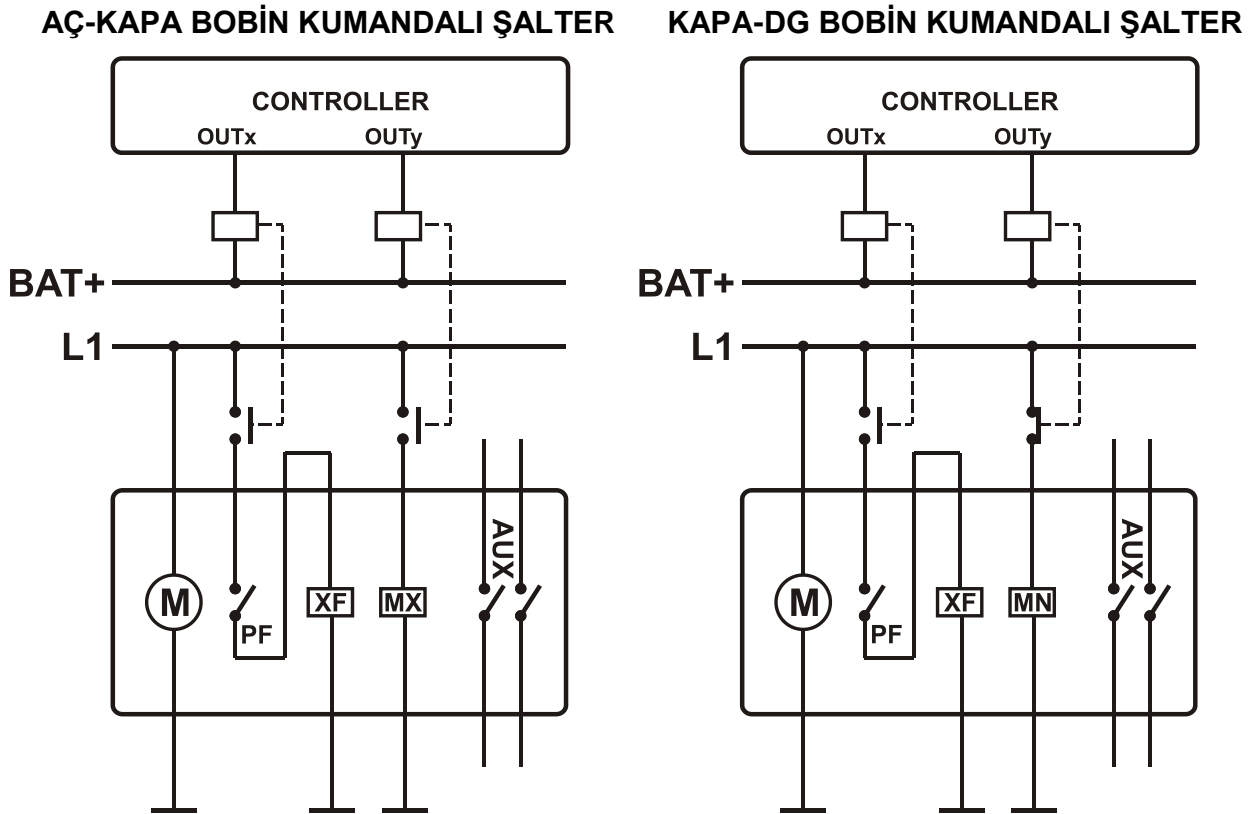 AÇ-KAPA BOBİN KUMANDALI ŞALTER
CONTROLLER
OUTx OUTy
BAT+
L1
AUX
M
XF
MX
PF
KAPA-DG BOBİN KUMANDALI ŞALTER
CONTROLLER
OUTx OUTy
BAT+
L1
AUX
M
XF
MN
PF